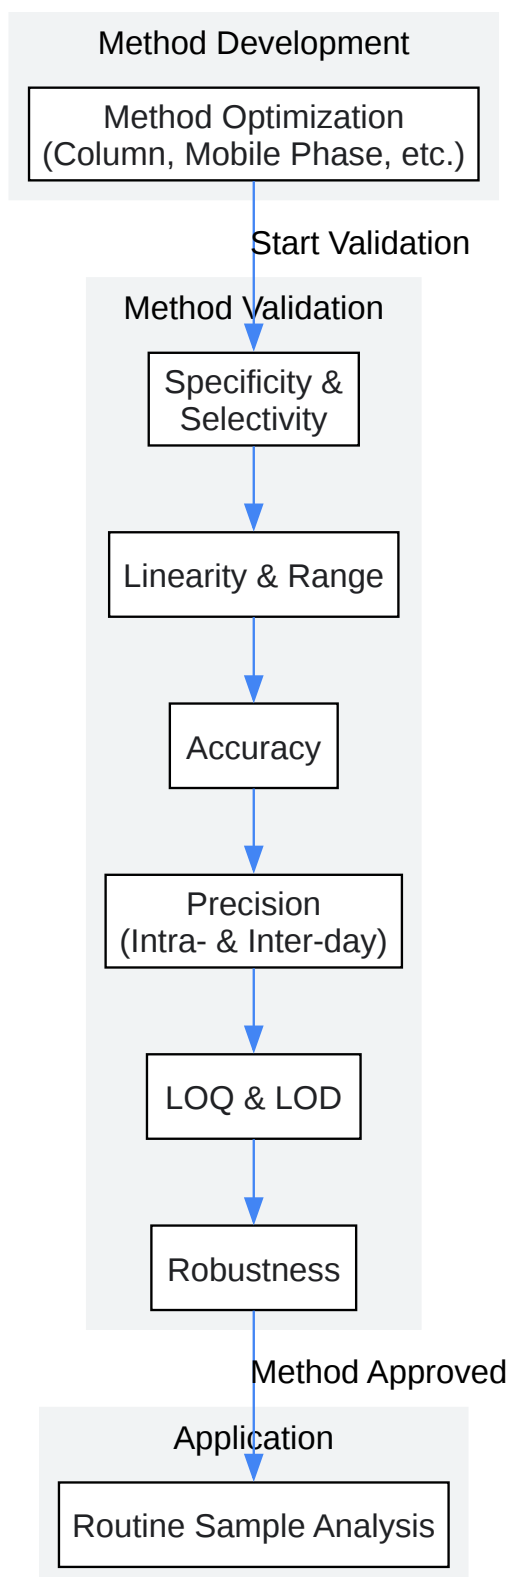 Method Development
Method Optimization
(Column, Mobile Phase, etc.)
Start Validation
Method Validation
Specificity &
Selectivity
Linearity & Range
Accuracy
Precision
(Intra- & Inter-day)
LOQ & LOD
Robustness
Method Approved
Application
Routine Sample Analysis